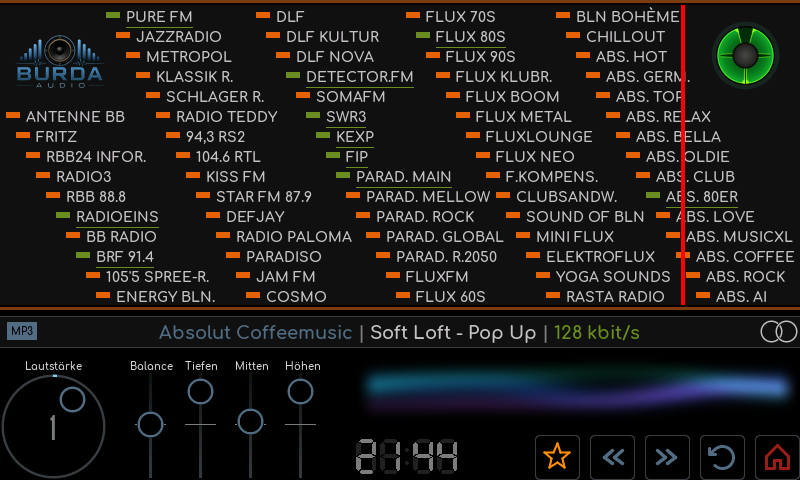 PURE FM
JAZZRADIO
METROPOL
KLASSIK R.
SCHLAGER R.
BURDA
AUDIO
ANTENNE BB
FRITZ
RBB24 INFOR.
RADIO3
RBB 88.8
RADIOEINS
BB RADIO
BRF 91.4
105'5 SPREE-R.
ENERGY BLN.
DLF
DLF KULTUR
DLF NOVA
DETECTOR.FM
SOMAFM
RADIO TEDDY
94,3 RS2
104.6 RTL
KISS FM
STAR FM 87.9
DEFJAY
RADIO PALOMA
PARADISO
JAM FM
COSMO
FLUX 70S
FLUX 80S
FLUX 90S
FLUX KLUBR.
FLUX BOOM
SWR3
KEXP
FIP
PARAD. MAIN
PARAD. MELLOW
PARAD. ROCK
PARAD. GLOBAL
PARAD. R.2050
FLUXFM
FLUX 60S
BLN BOHÈME
CHILLOUT
ABS. HOT
ABS. GERM.
ABS. TOP
FLUX METAL
FLUXLOUNGE
FLUX NEO
F.KOMPENS.
CLUBSANDW.
SOUND OF BLN
MINI FLUX
ELEKTROFLUX
YOGA SOUNDS
RASTA RADIO
ABS. RELAX
ABS. BELLA
ABS. OLDIE
ABS. CLUB
ABS. 80ER
ABS. LOVE
ABS. MUSICXL
ABS. COFFEE
ABS. ROCK
ABS. AI
MP3
Absolut Coffeemusic | Soft Loft - Pop Up | 128 kbit/s
Lautstärke
1
Balance
Tiefen
Mitten
Höhen
21:44